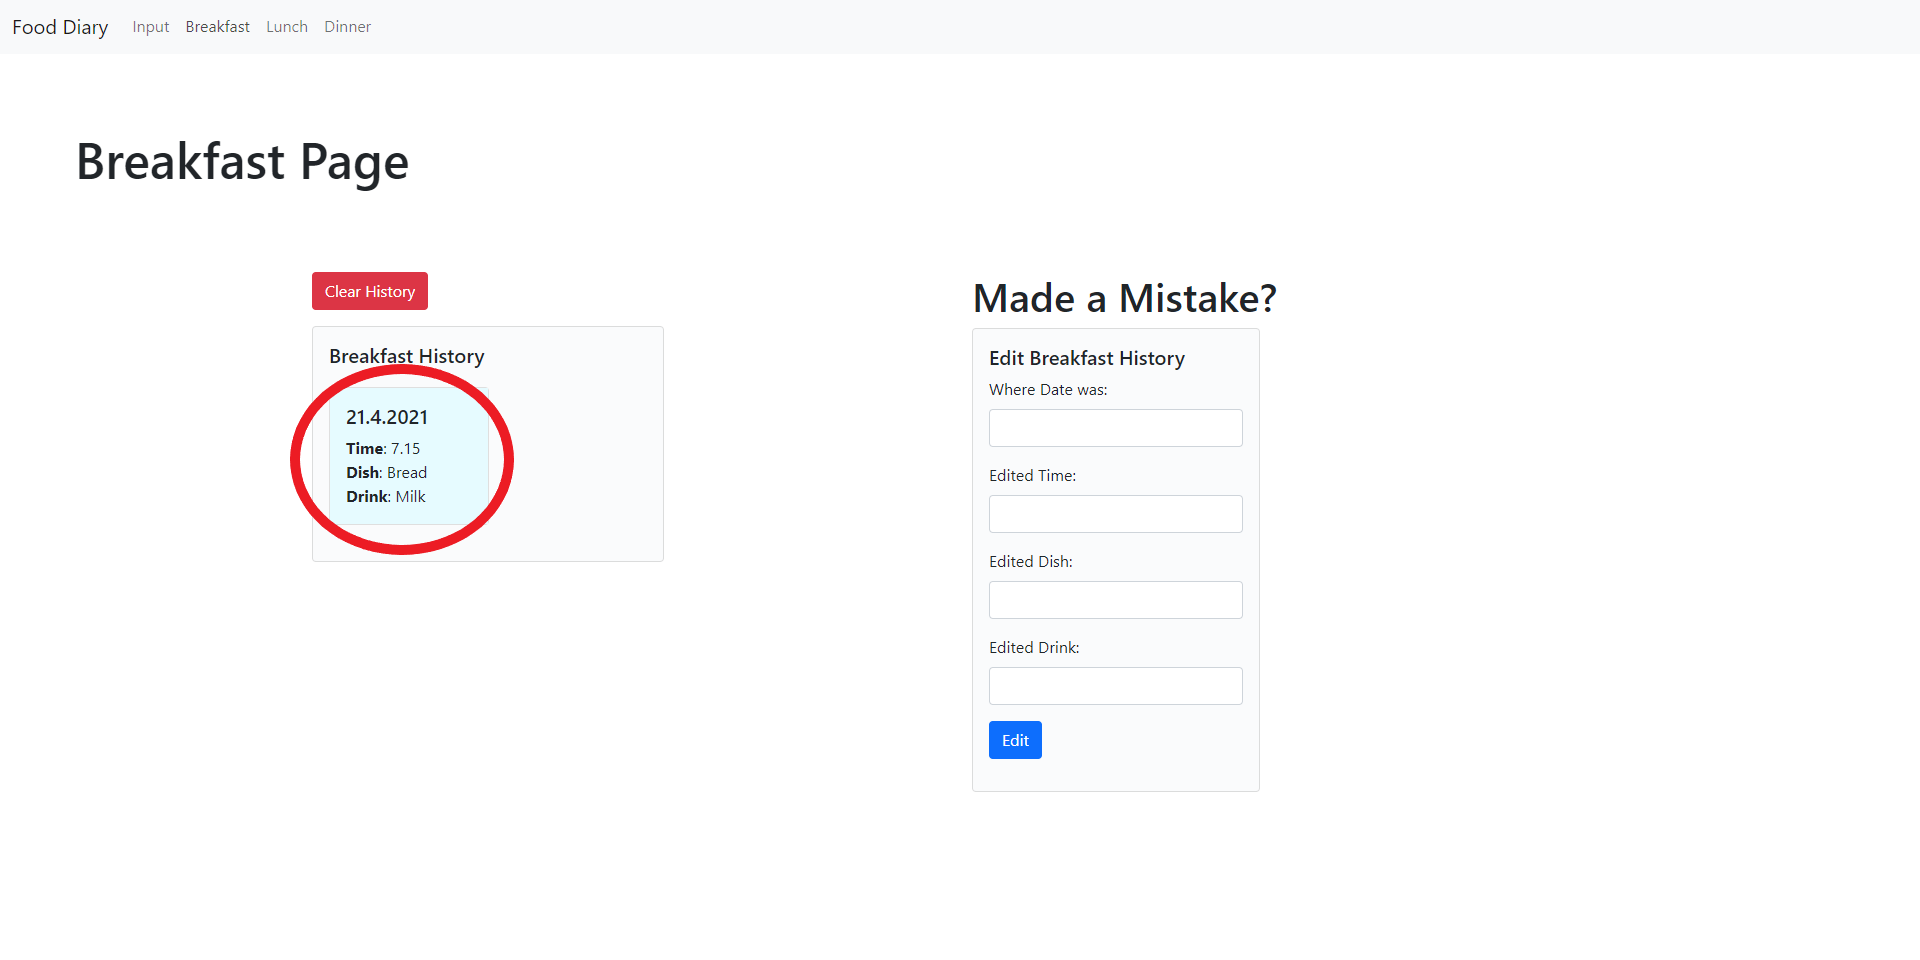 Food Diary Input Breakfast Lunch Dinner
Breakfast Page
Clear History
Breakfast History
21.4.2021
Time: 7.15
Dish: Bread
Drink: Milk
Made a Mistake?
Edit Breakfast History
Where Date was:
Edited Time:
Edited Dish:
Edited Drink:
Edit